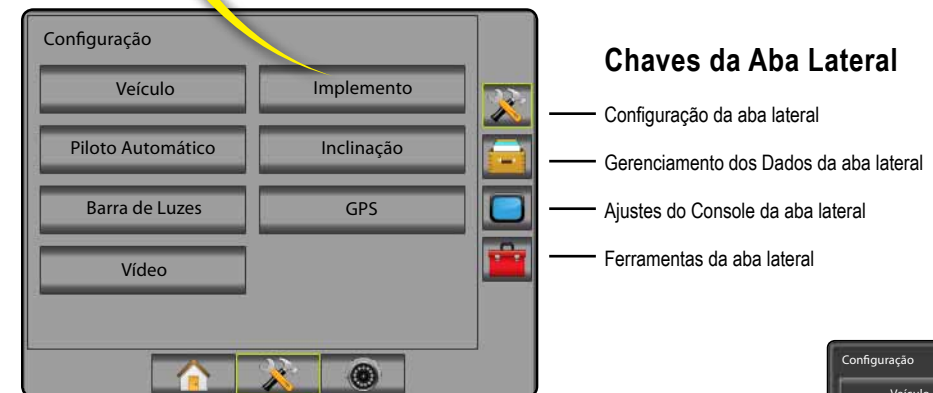 Configuração
Veículo
Implemento
Piloto Automático
Inclinação
Barra de Luzes
GPS
Vídeo
Chaves da Aba Lateral
Configuração da aba lateral
Gerenciamento dos Dados da aba lateral
Ajustes do Console da aba lateral
Ferramentas da aba lateral
Configuração